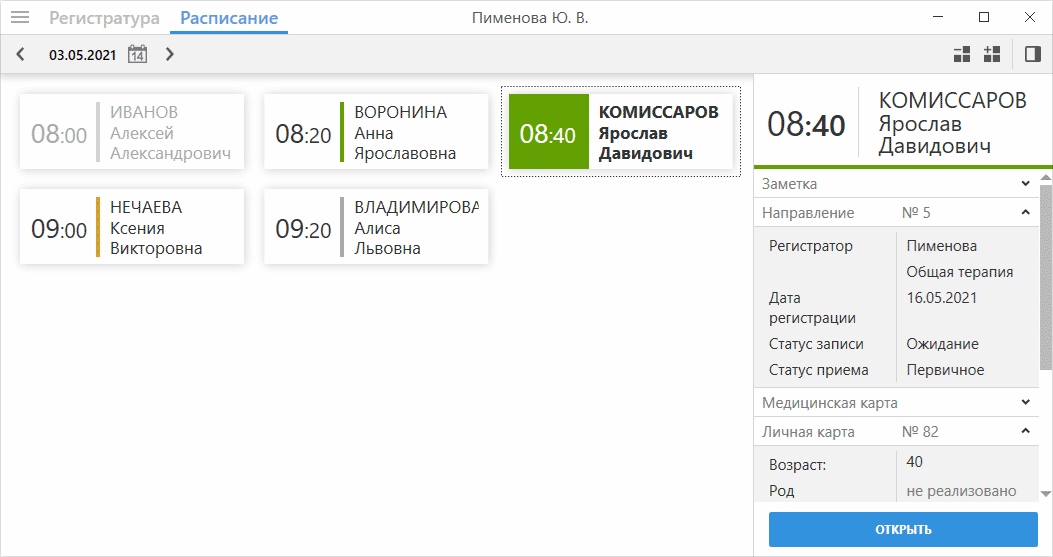 Регистратура Расписание Пименова Ю. В.
03.05.2021 14
08:00 ИВАНОВ
Алексей
Александрович
08:20 ВОРОНИНА
Анна
Ярославовна
08:40 КОМИССАРОВ
Ярослав
Давидович
09:00 НЕЧАЕВА
Ксения
Викторовна
09:20 ВЛАДИМИРОВА
Алиса
Львовна
08:40 КОМИССАРОВ
Ярослав
Давидович
Заметка
Направление № 5
Регистратор Пименова
Общая терапия
Дата 16.05.2021
регистрации
Статус записи Ожидание
Статус приема Первичное
Медицинская карта
Личная карта № 82
Возраст: 40
Род не реализовано
ОТКРЫТЬ